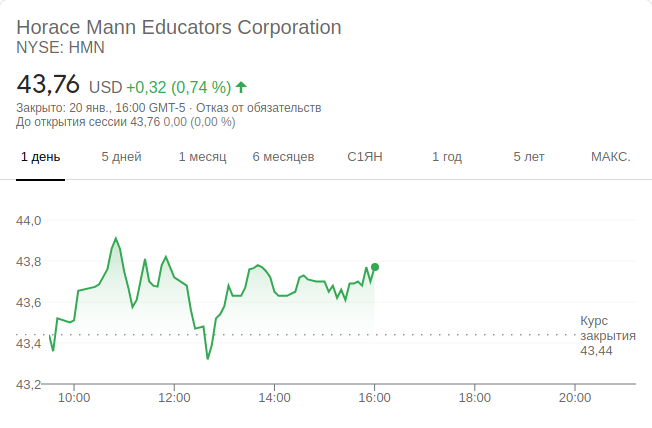 Horace Mann Educators Corporation
NYSE: HMN
43,76 USD +0,32 (0,74 %)
Закрыто: 20 янв., 16:00 GMT-5 · Отказ от обязательств
До открытия сессии 43,76 0,00 (0,00 %)
1 день 5 дней 1 месяц 6 месяцев С1ЯН 1 год 5 лет МАКС.
44,0
43,8
43,6
43,4
43,2
Курс
закрытия
43,44
10:00 12:00 14:00 16:00 18:00 20:00